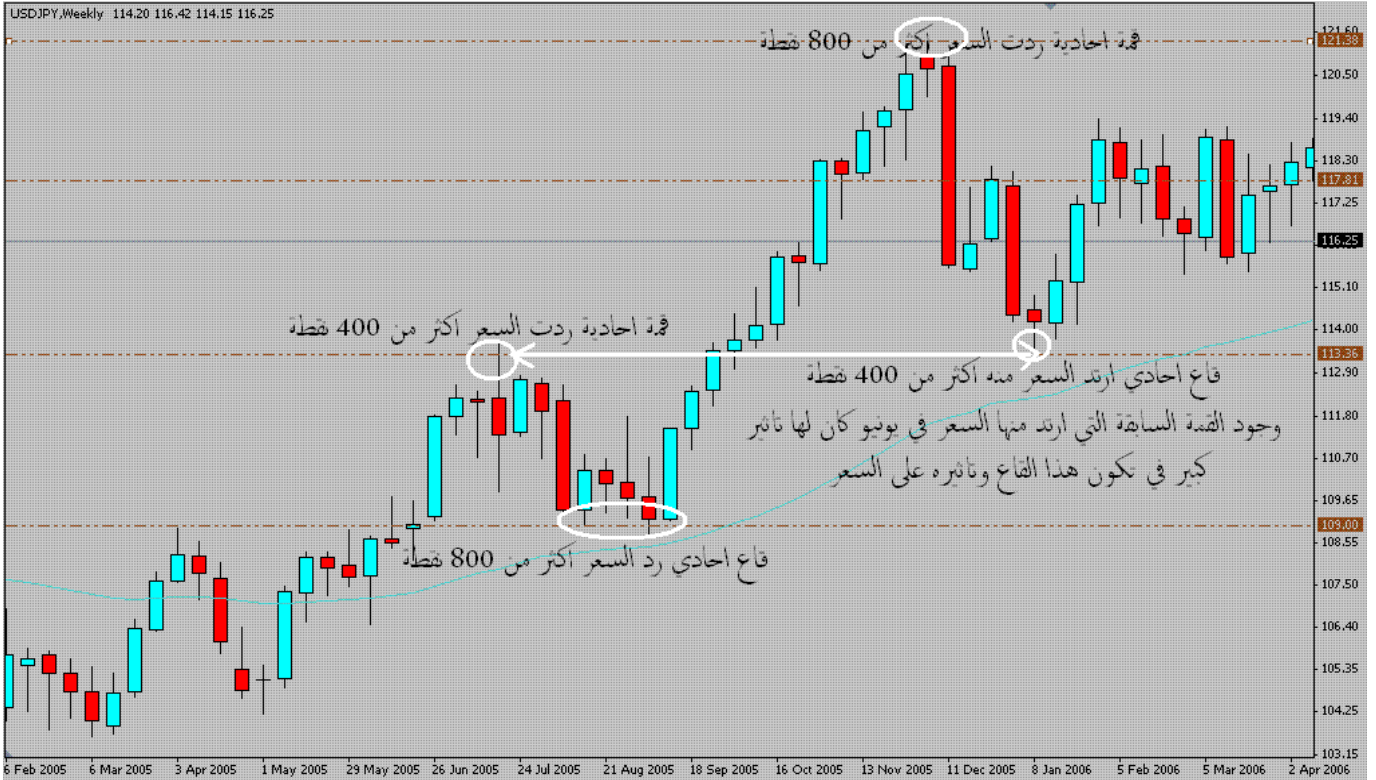 USDJPY,Weekly 114.20 116.42 114.15 116.25
قمة احادية ردت السعر اكثر من 800 نقطة
121.60
121.38
120.50
119.40
118.30
117.81
117.25
116.25
115.10
قمة احادية ردت السعر اكثر من 400 نقطة
114.00
113.36
قاع احادي ارتد السعر منه اكثر من 400 نقطة
112.90
وجود القمة السابقة التي ارتد منها السعر في يونيو كان لها تاثير
111.80
كبير في تكون هذا القاع وتاثيره على السعر
110.70
109.65
109.00
108.55
قاع احادي رد السعر اكثر من 800 نقطة
107.50
106.40
105.35
104.25
103.15
6 Feb 2005 6 Mar 2005 3 Apr 2005 1 May 2005 29 May 2005 26 Jun 2005 24 Jul 2005 21 Aug 2005 18 Sep 2005 16 Oct 2005 13 Nov 2005 11 Dec 2005 8 Jan 2006 5 Feb 2006 5 Mar 2006 2 Apr 2006